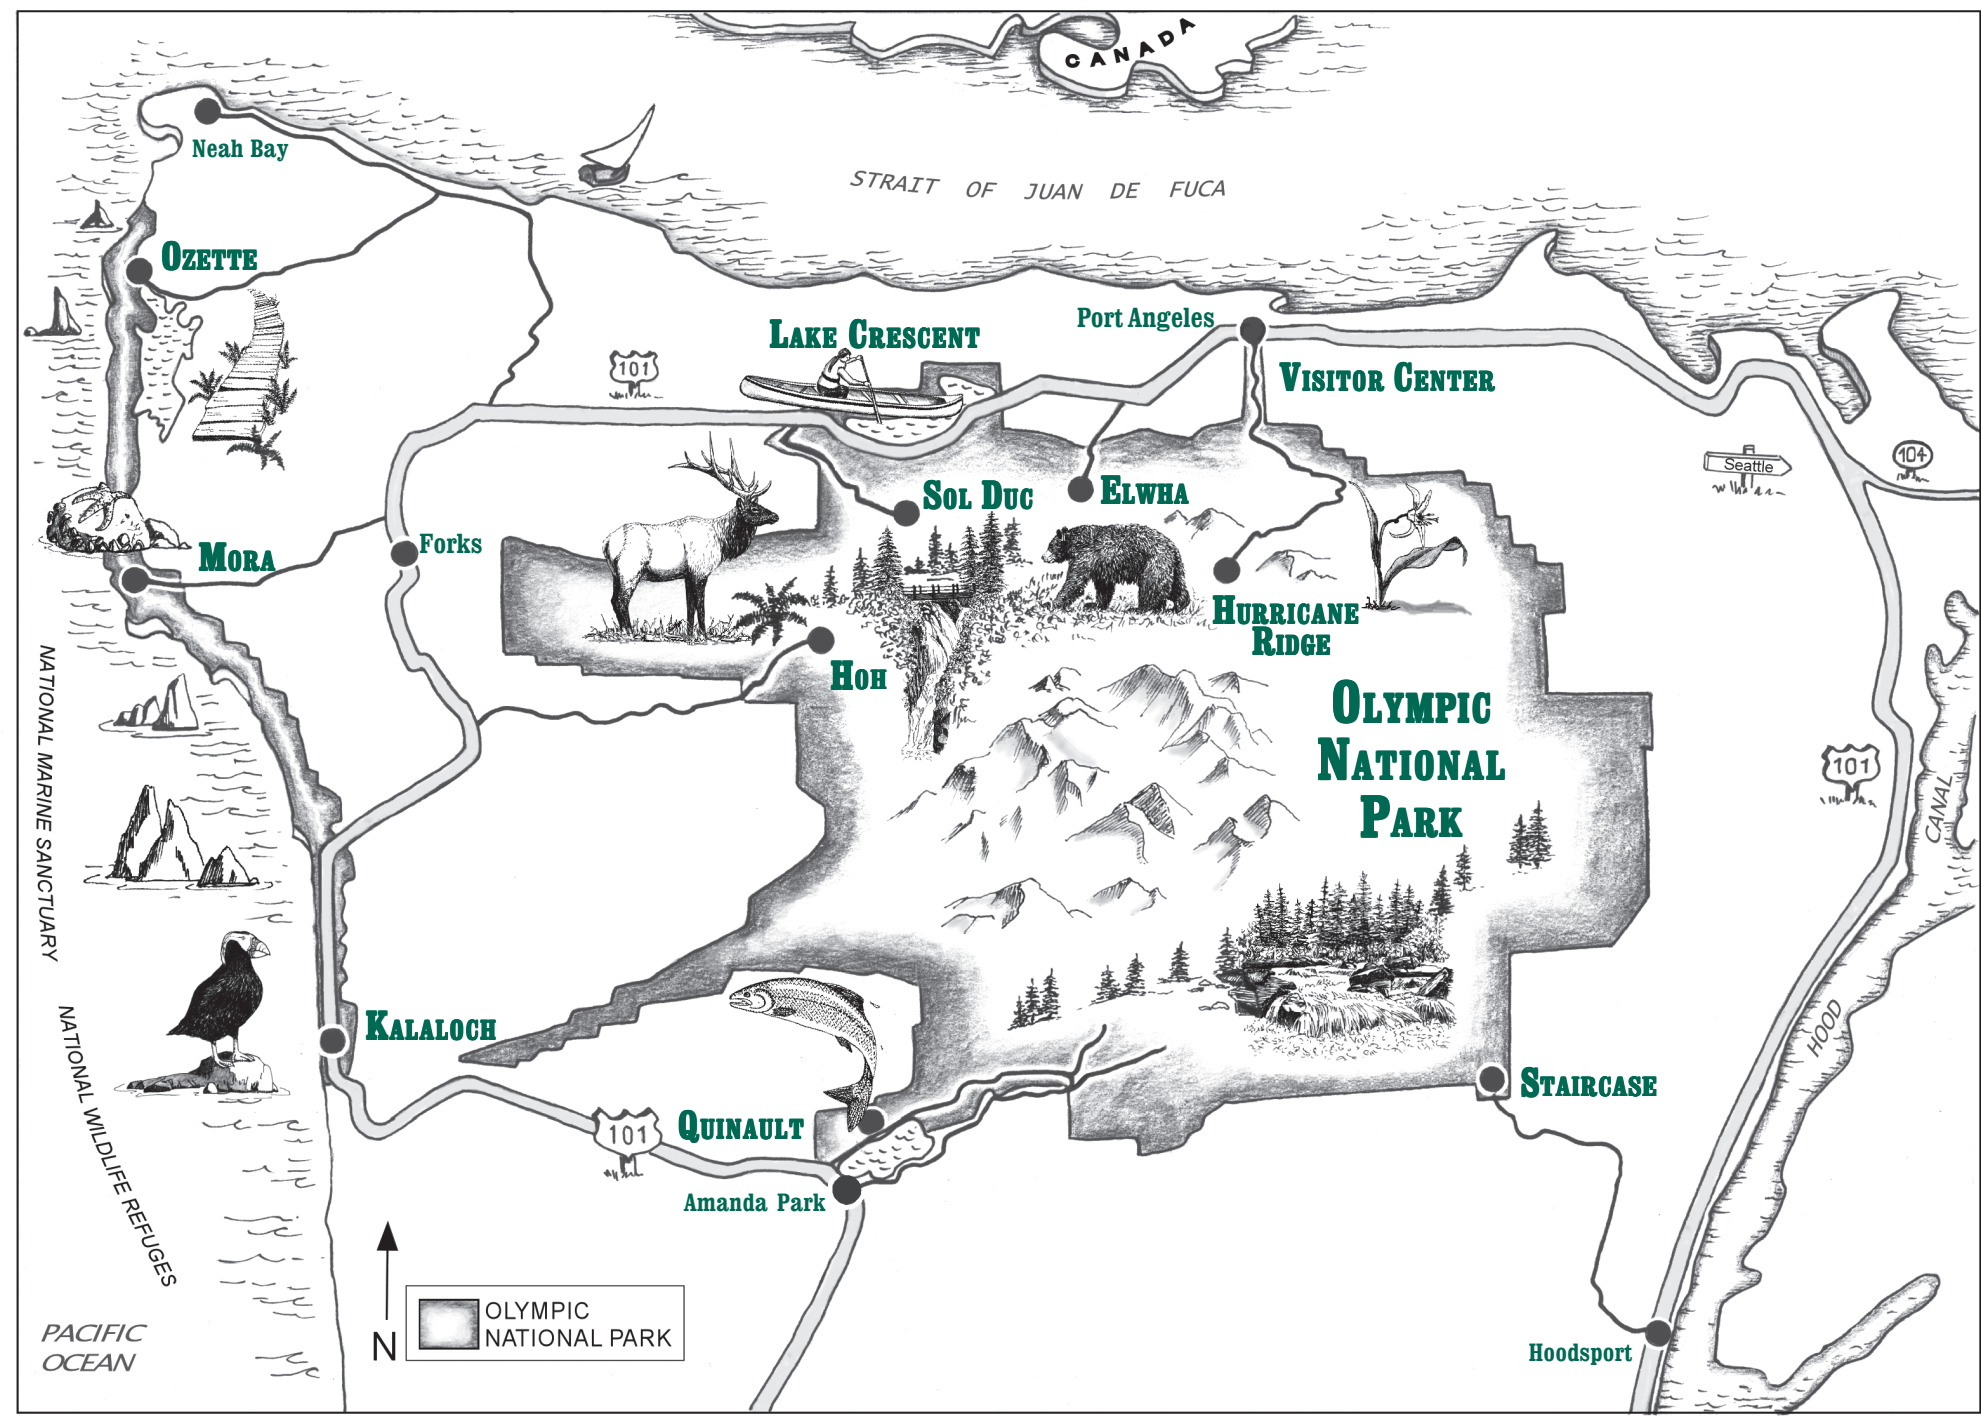 CANADA
Neah Bay
STRAIT OF JUAN DE FUCA
OZETTE
Port Angeles
LAKE CRESCENT
101
VISITOR CENTER
104
Seattle
SOL DUC
ELWHA
Forks
MORA
HURRICANE
RIDGE
HOH
OLYMPIC
NATIONAL
PARK
101
NATIONAL MARINE SANCTUARY
CANAL
HOOD
KALALOCH
NATIONAL WILDLIFE REFUGES
STAIRCASE
QUINAULT
101
Amanda Park
OLYMPIC
NATIONAL PARK
N
PACIFIC
OCEAN
Hoodsport